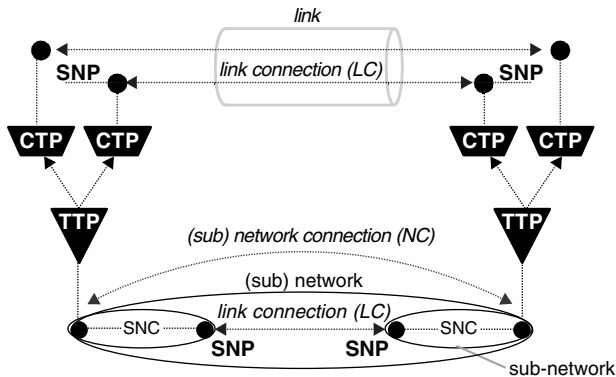 link
SNP
link connection (LC)
SNP
CTP
CTP
CTP
CTP
TTP
TTP
(sub) network connection (NC)
(sub) network
SNC
link connection (LC)
SNC
SNP
SNP
sub-network